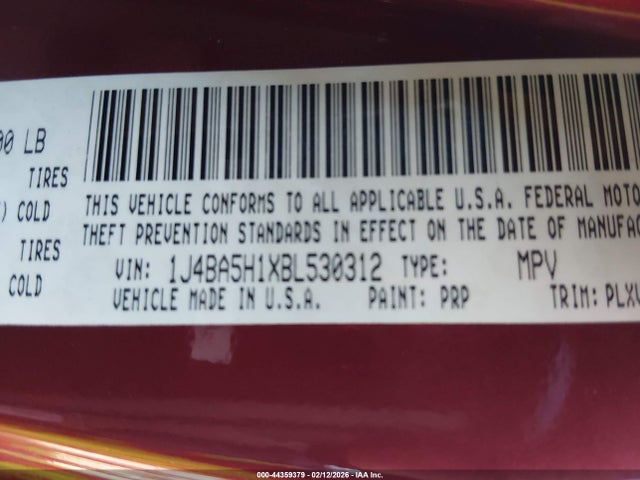 00 LB
TIRES
) COLD
TIRES
COLD
THIS VEHICLE CONFORMS TO ALL APPLICABLE U.S.A. FEDERAL MOTO
THEFT PREVENTION STANDARDS IN EFFECT ON THE DATE OF MANUFAC
VIN: 1J4BA5H1XBL530312 TYPE: MPV
VEHICLE MADE IN U.S.A. PAINT: PRP TRIM: PLX
000-44359379 - 02/12/2026 - IAA Inc.